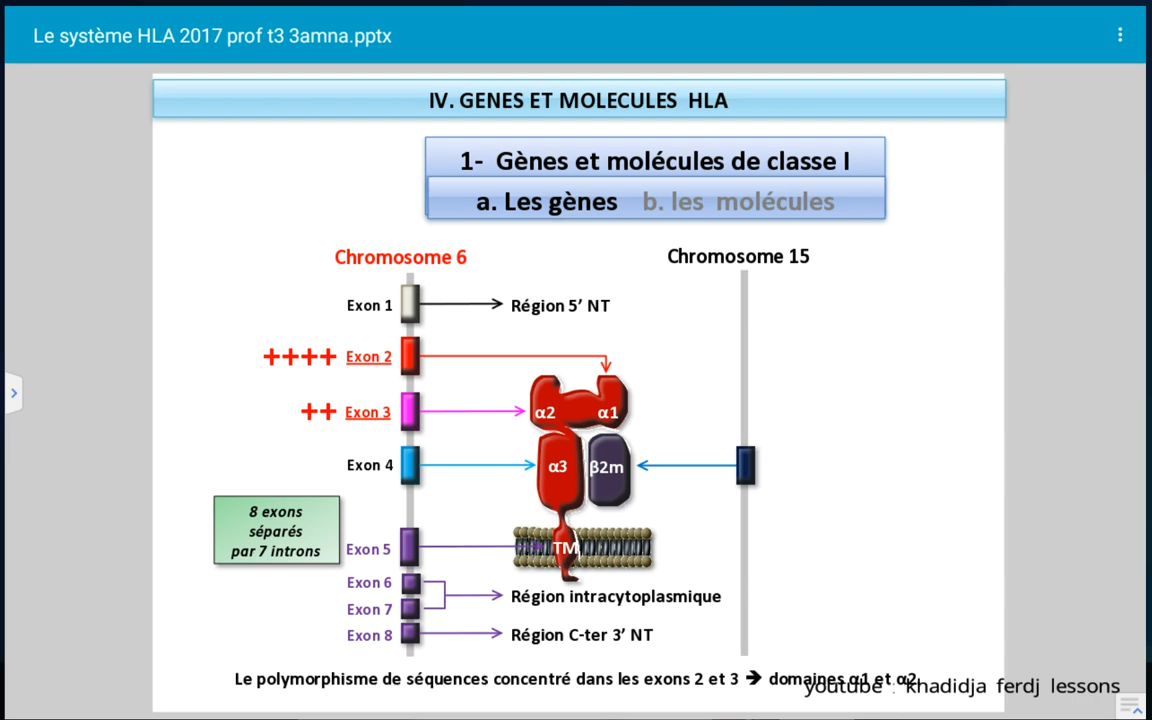 Le système HLA 2017 prof t3 3amna.pptx
IV. GENES ET MOLECULES HLA
1- Gènes et molécules de classe I
a. Les gènes b. les molécules
Chromosome 6
Chromosome 15
Exon 1
Région 5’ NT
++++ Exon 2
++ Exon 3
α2
α1
Exon 4
α3
β2m
8 exons
séparés
par 7 introns
Exon 5
TM
Exon 6
Région intracytoplasmique
Exon 7
Exon 8
Région C-ter 3’ NT
Le polymorphisme de séquences concentré dans les exons 2 et 3 ➔ domaines α1 et α2
youtube : khadidja ferdj lessons